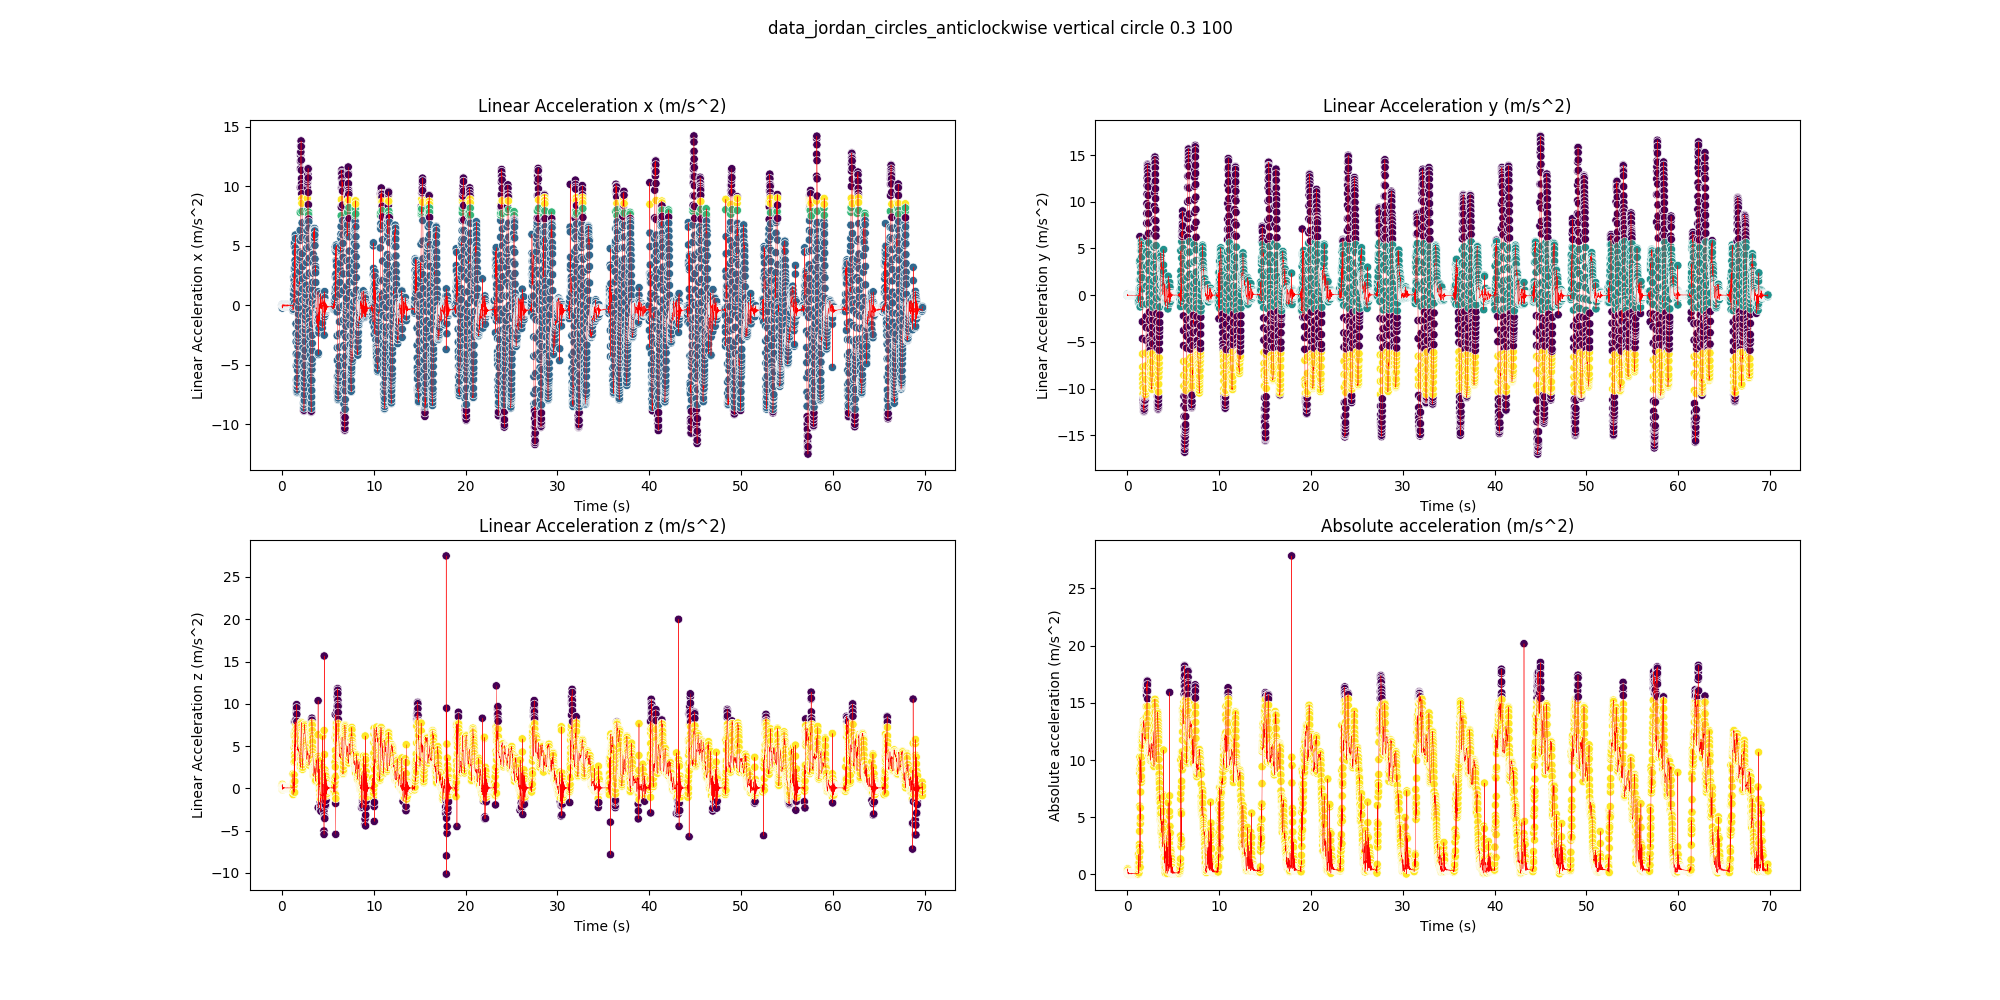 data_jordan_circles_anticlockwise vertical circle 0.3 100
Linear Acceleration x (m/s^2)
Linear Acceleration x (m/s^2)
15
10
5
0
−5
−10
0 10 20 30 40 50 60 70
Time (s)
Linear Acceleration y (m/s^2)
Linear Acceleration y (m/s^2)
15
10
5
0
−5
−10
−15
0 10 20 30 40 50 60 70
Time (s)
Linear Acceleration z (m/s^2)
Linear Acceleration z (m/s^2)
25
20
15
10
5
0
−5
−10
0 10 20 30 40 50 60 70
Time (s)
Absolute acceleration (m/s^2)
Absolute acceleration (m/s^2)
25
20
15
10
5
0
0 10 20 30 40 50 60 70
Time (s)